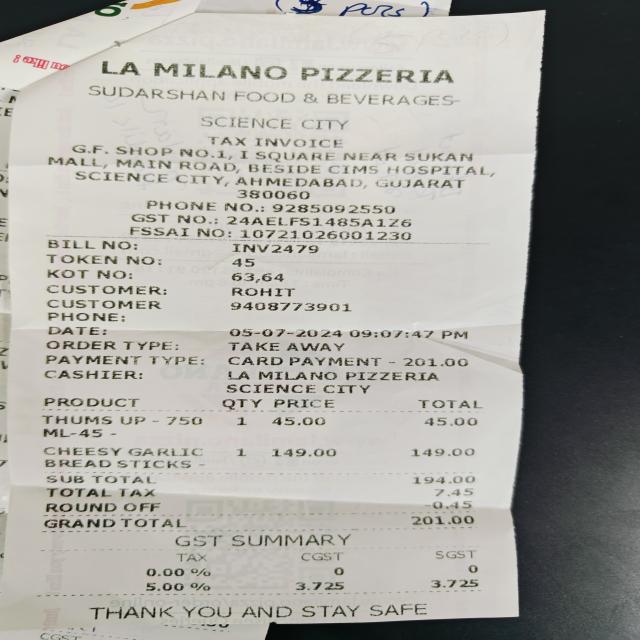 ( 3 PCTS )
LA MILANO PIZZERIA
SUDARSHAN FOOD & BEVERAGES-
SCIENCE CITY
TAX INVOICE
G.F. SHOP NO.1, I SQUARE NEAR SUKAN
MALL, MAIN ROAD, BESIDE CIMS HOSPITAL,
SCIENCE CITY, AHMEDABAD, GUJARAT
380060
PHONE NO.: 9285092550
GST NO.: 24AELFS1485A1Z6
FSSAI NO: 10721026001230
BILL NO: INV2479
TOKEN NO: 45
KOT NO: 63,64
CUSTOMER: ROHIT
CUSTOMER 9408773901
PHONE:
DATE: 05-07-2024 09:07:47 PM
ORDER TYPE: TAKE AWAY
PAYMENT TYPE: CARD PAYMENT - 201.00
CASHIER: LA MILANO PIZZERIA
SCIENCE CITY
PRODUCT QTY PRICE TOTAL
THUMS UP - 750 1 45.00 45.00
ML-45 -
CHEESY GARLIC 1 149.00 149.00
BREAD STICKS -
SUB TOTAL 194.00
TOTAL TAX 7.45
ROUND OFF -0.45
GRAND TOTAL 201.00
GST SUMMARY
TAX CGST SGST
0.00 % 0 0
5.00 % 3.725 3.725
THANK YOU AND STAY SAFE
CGST